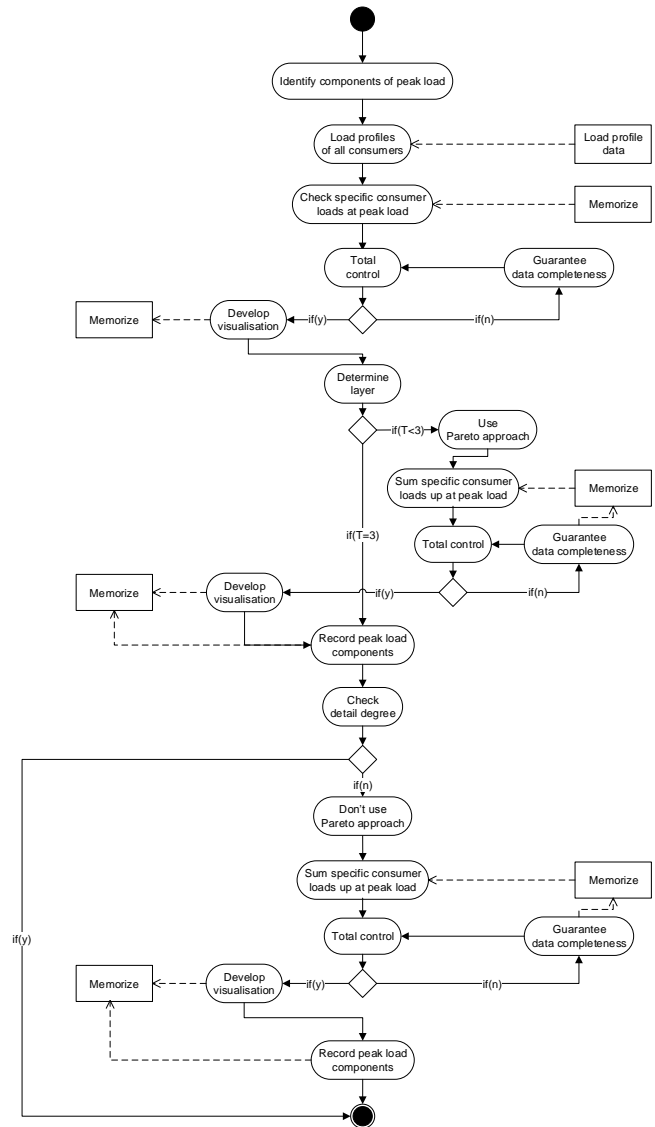 Identify components of peak load
Load profiles
of all consumers
Load profile
data
Check specific consumer
loads at peak load
Memorize
Total
control
Guarantee
data completeness
Memorize
Develop
visualisation
if(y)
if(n)
Determine
layer
if(T<3)
Use
Pareto approach
Sum specific consumer
loads up at peak load
Memorize
if(T=3)
Total control
Guarantee
data completeness
Memorize
Develop
visualisation
if(y)
if(n)
Record peak load
components
Check
detail degree
if(n)
Don't use
Pareto approach
Sum specific consumer
loads up at peak load
Memorize
if(y)
Total control
Guarantee
data completeness
Memorize
Develop
visualisation
if(y)
if(n)
Record peak load
components